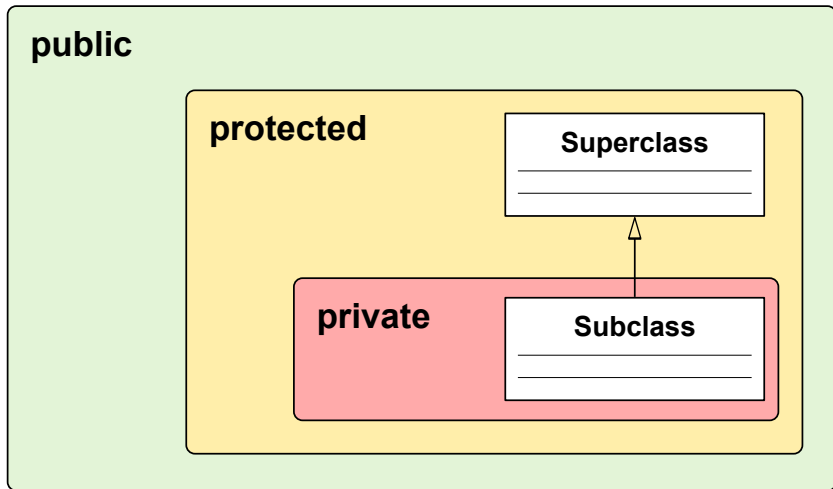 public
protected
Superclass
private
Subclass